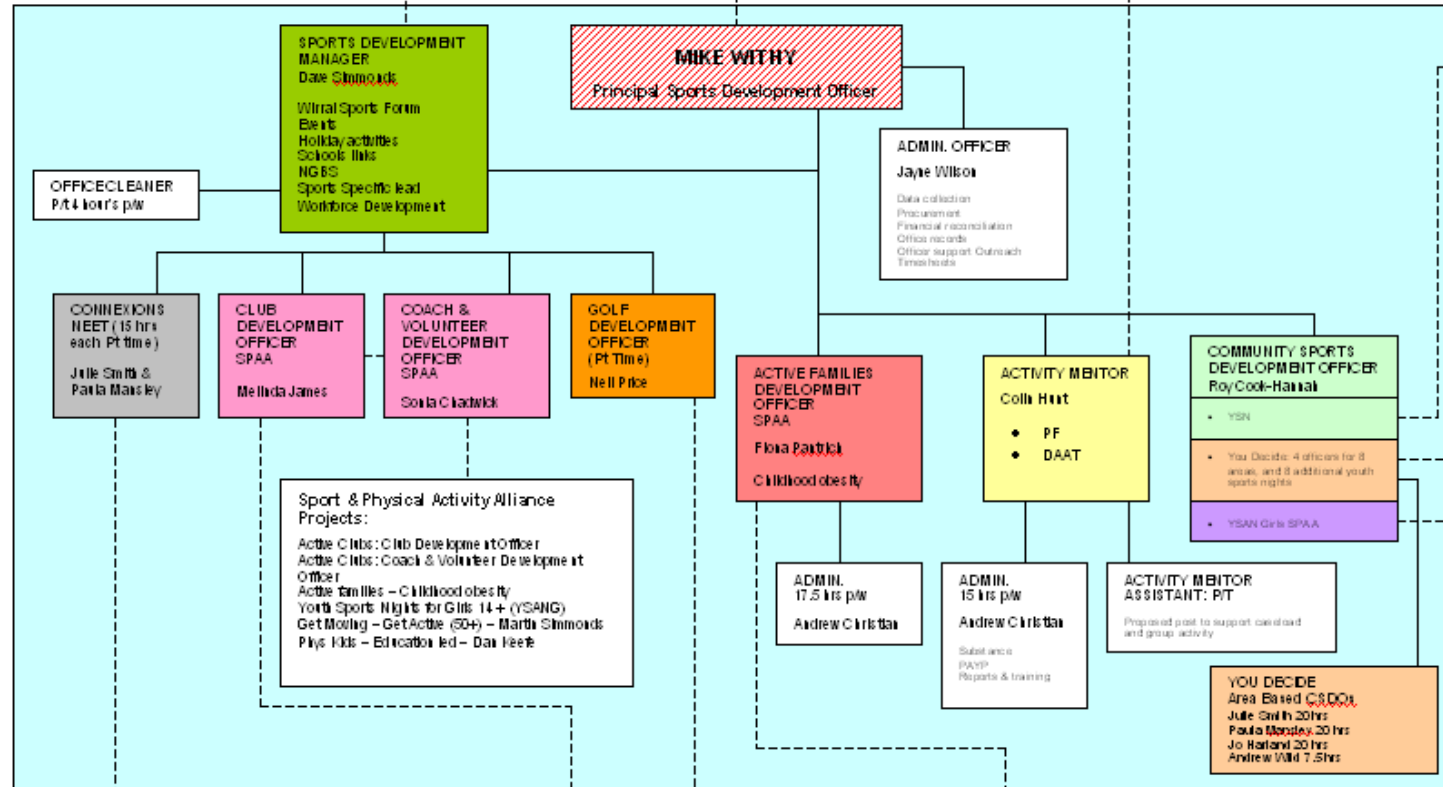 SPORTS DEVELOPMENT
MANAGER
Dave Simmonds
Wirral Sports Forum
Events
Holiday activities
Schools links
NGBS
Sports Specific lead
Workforce Development
MIKE WITHY
Principal Sports Development Officer
ADMIN. OFFICER
Jayne Wilson
Data collection
Procurement
Financial reconciliation
Office records
Officer support Outreach
Timesheets
OFFICE CLEANER
P/t 4 hour's p/w
CONNEXIONS
NEET (15 hrs
each Pt time)
Julie Smith &
Paula Mansley
CLUB
DEVELOPMENT
OFFICER
SPAA
Melinda James
COACH &
VOLUNTEER
DEVELOPMENT
OFFICER
SPAA
Sonia Chadwick
GOLF
DEVELOPMENT
OFFICER
(Pt Time)
Neil Price
ACTIVE FAMILIES
DEVELOPMENT
OFFICER
SPAA
Fiona Pantrich
Childhood obesity
ACTIVITY MENTOR
Colin Hunt
• PF
• DAAT
COMMUNITY SPORTS
DEVELOPMENT OFFICER
Roy Cook-Hannah
• YSN
• You Decide: 4 officers for 8
areas, and 8 additional youth
sports nights
• YSAN Girls SPAA
Sport & Physical Activity Alliance
Projects:
Active Clubs: Club Development Officer
Active Clubs: Coach & Volunteer Development
Officer
Active families – Childhood obesity
Youth Sports Nights for Girls 14+ (YSANG)
Get Moving – Get Active (50+) – Martin Simmonds
Phys Kids – Education led – Dan Keefe
ADMIN.
17.5 hrs p/w
Andrew Christian
ADMIN.
15 hrs p/w
Andrew Christian
Substance
PAYP
Reports & training
ACTIVITY MENTOR
ASSISTANT: P/T
Proposed post to support caseload
and group activity
YOU DECIDE
Area Based CSDOs
Julie Smith 20 hrs
Paula Mansley 20 hrs
Jo Harland 20 hrs
Andrew Wild 7.5hrs